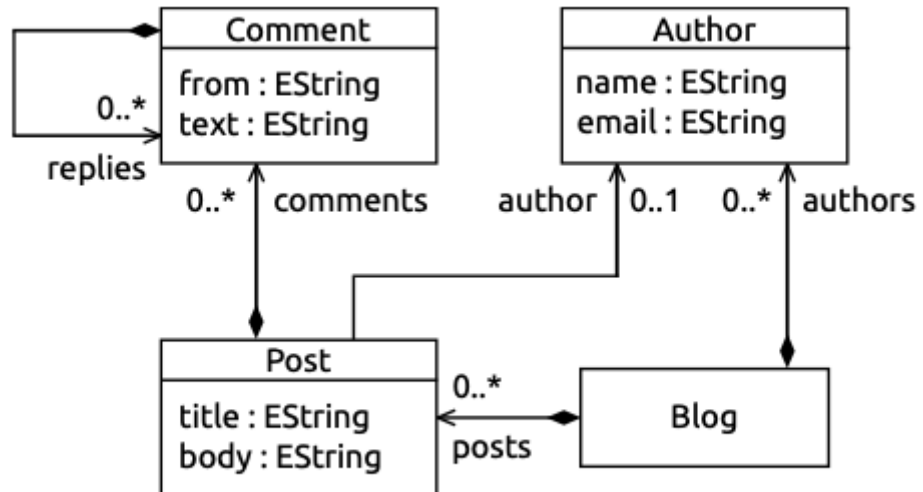 Comment
from : EString
text : EString
0..*
replies
Author
name : EString
email : EString
0..* comments
author 0..1
0..* authors
Post
title : EString
body : EString
0..*
posts
Blog